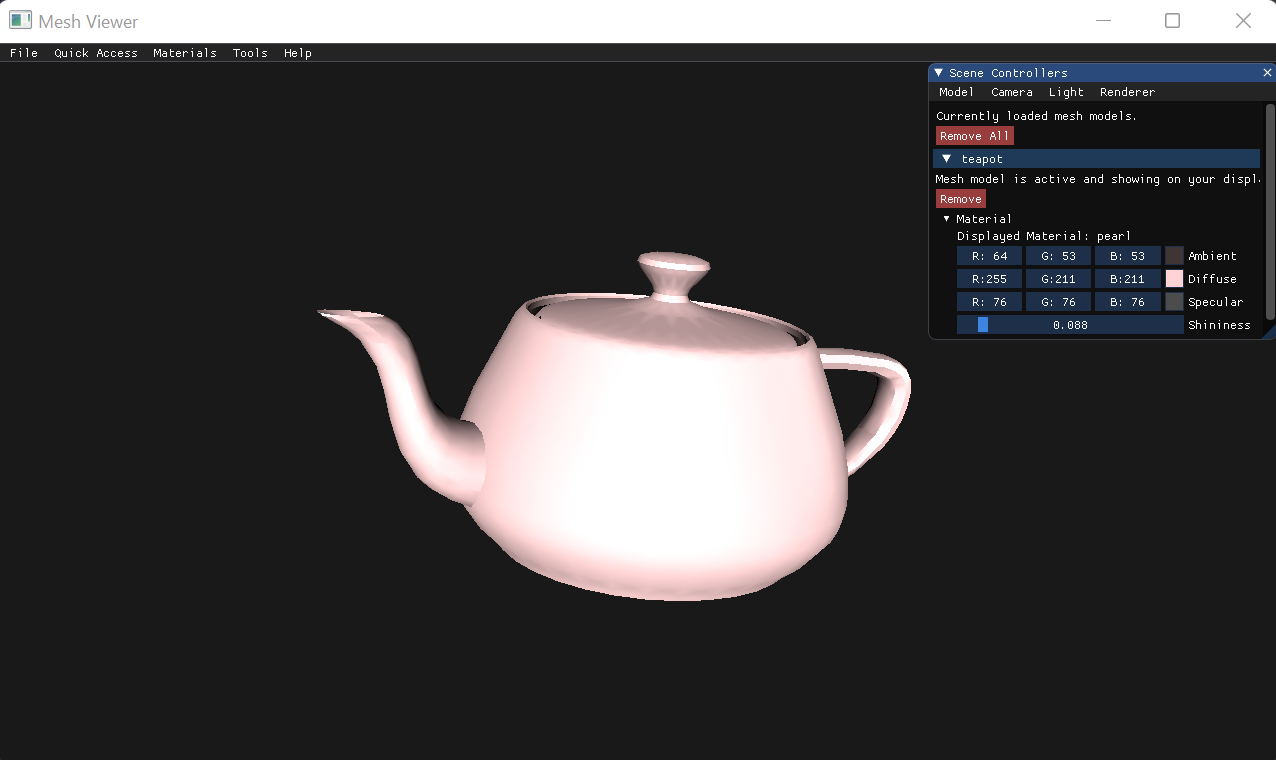 Mesh Viewer
File Quick Access Materials Tools Help
Scene Controllers
Model Camera Light Renderer
Currently loaded mesh models.
Remove All
teapot
Mesh model is active and showing on your displ
Remove
Material
Displayed Material: pearl
R: 64 G: 53 B: 53 Ambient
R:255 G:211 B:211 Diffuse
R: 76 G: 76 B: 76 Specular
0.088 Shininess